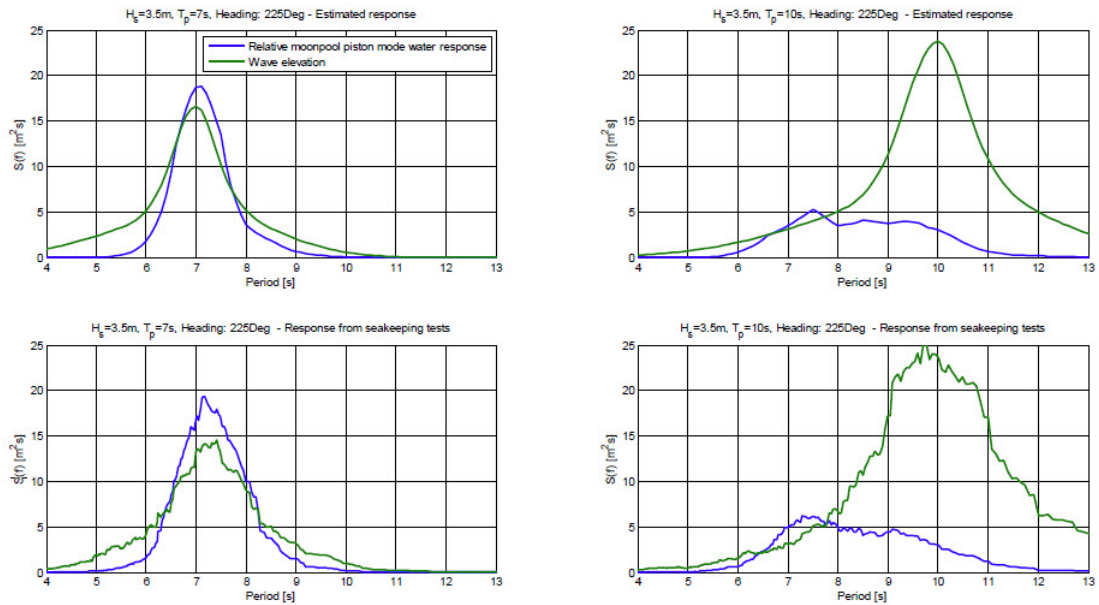 Hs=3.5m, Tp=7s, Heading: 225Deg - Estimated response
25
20
15
10
5
0
S(f) [m²s]
Relative moonpool piston mode water response
Wave elevation
4 5 6 7 8 9 10 11 12 13
Period [s]
Hs=3.5m, Tp=10s, Heading: 225Deg - Estimated response
25
20
15
10
5
0
S(f) [m²s]
4 5 6 7 8 9 10 11 12 13
Period [s]
Hs=3.5m, Tp=7s, Heading: 225Deg - Response from seakeeping tests
25
20
15
10
5
0
(f) [m²s]
4 5 6 7 8 9 10 11 12 13
Period [s]
Hs=3.5m, Tp=10s, Heading: 225Deg - Response from seakeeping tests
25
20
15
10
5
0
S(f) [m²s]
4 5 6 7 8 9 10 11 12 13
Period [s]